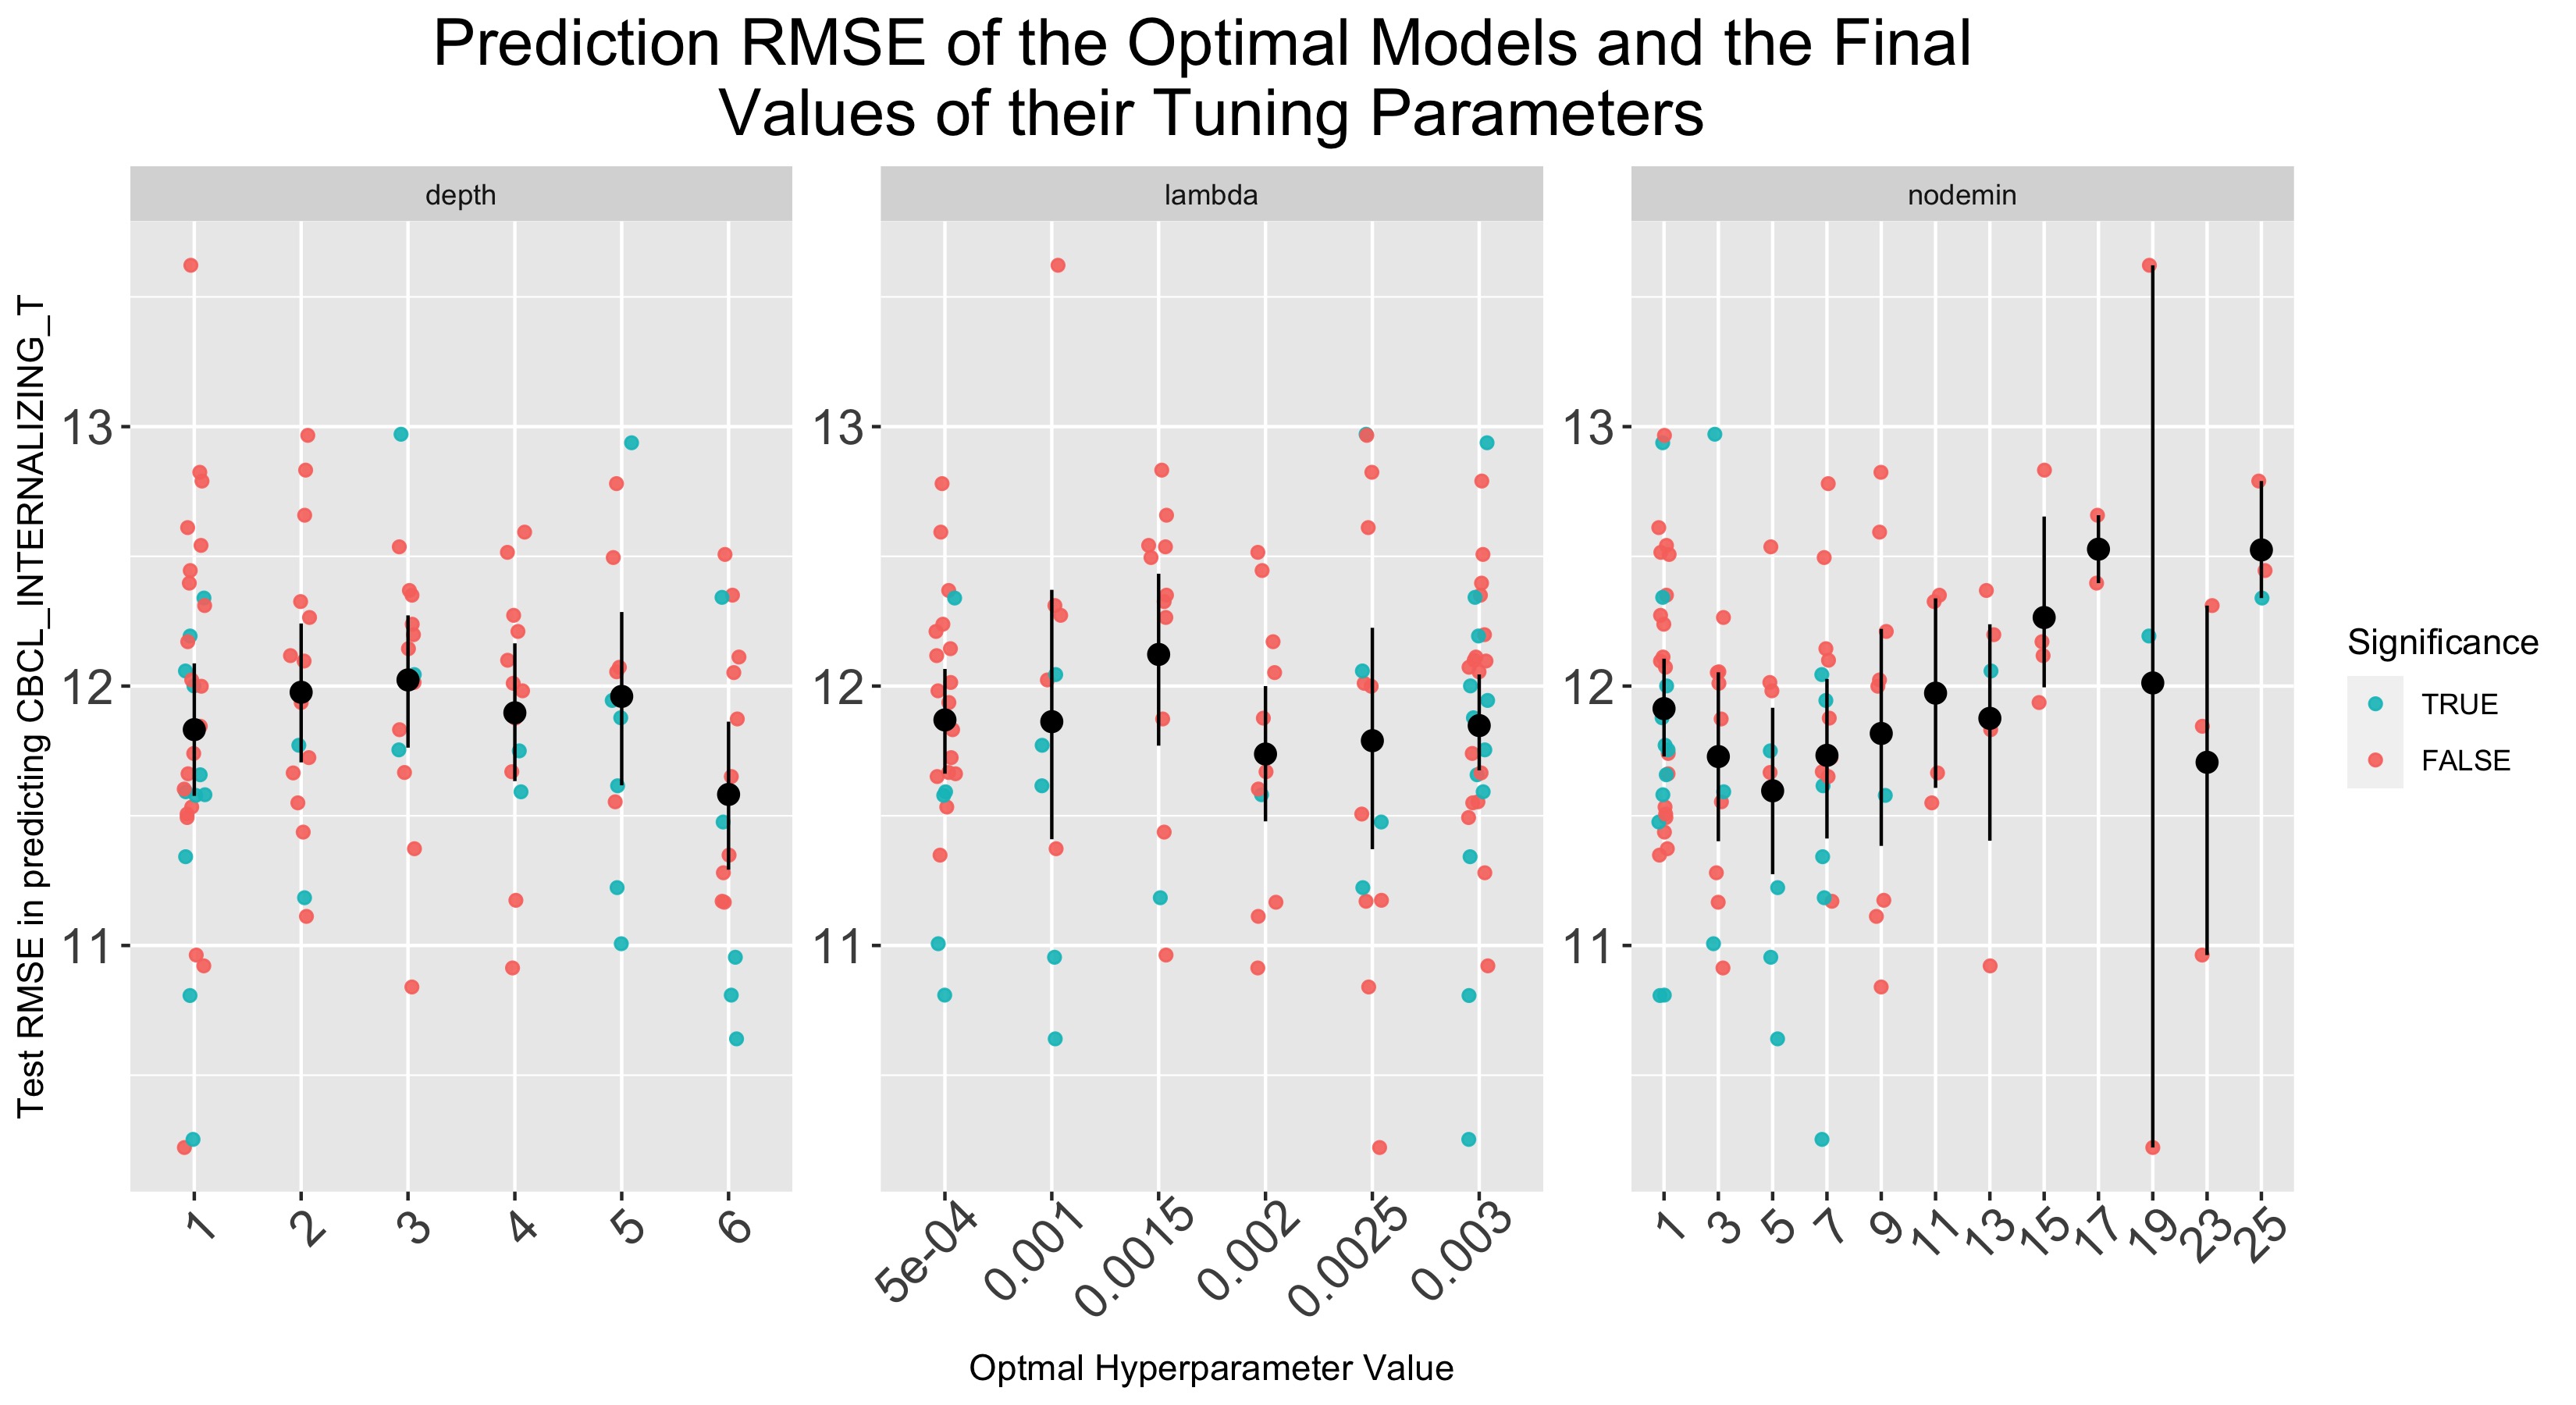 Prediction RMSE of the Optimal Models and the Final
Values of their Tuning Parameters
Test RMSE in predicting CBCL_INTERNALIZING_T
depth
13
12
11
1 2 3 4 5 6
lambda
13
12
11
5e-04 0.001 0.0015 0.002 0.0025 0.003
nodemin
13
12
11
1 3 5 7 9 11 13 15 17 19 23 25
Optmal Hyperparameter Value
Significance
TRUE
FALSE